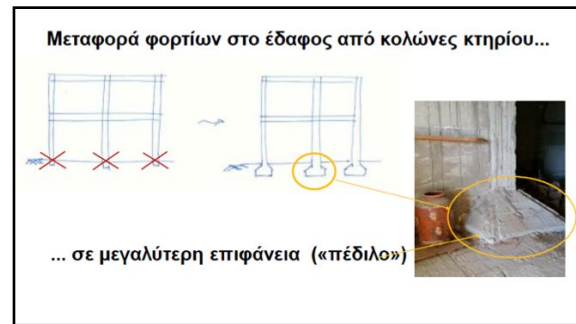 Μεταφορά φορτίων στο έδαφος από κολώνες κτηρίου...
... σε μεγαλύτερη επιφάνεια («πέδιλο»)